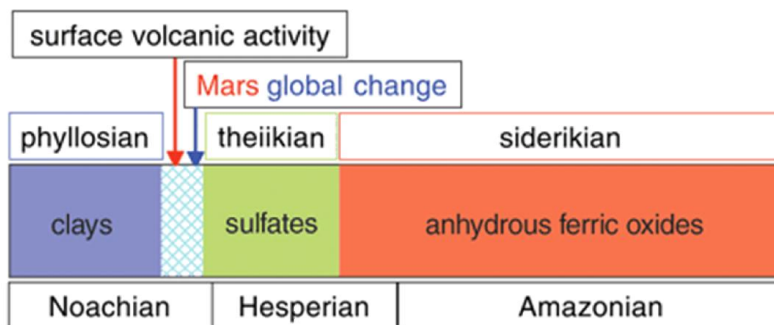 surface volcanic activity
Mars global change
phyllosian
theiikian
siderikian
clays
sulfates
anhydrous ferric oxides
Noachian
Hesperian
Amazonian